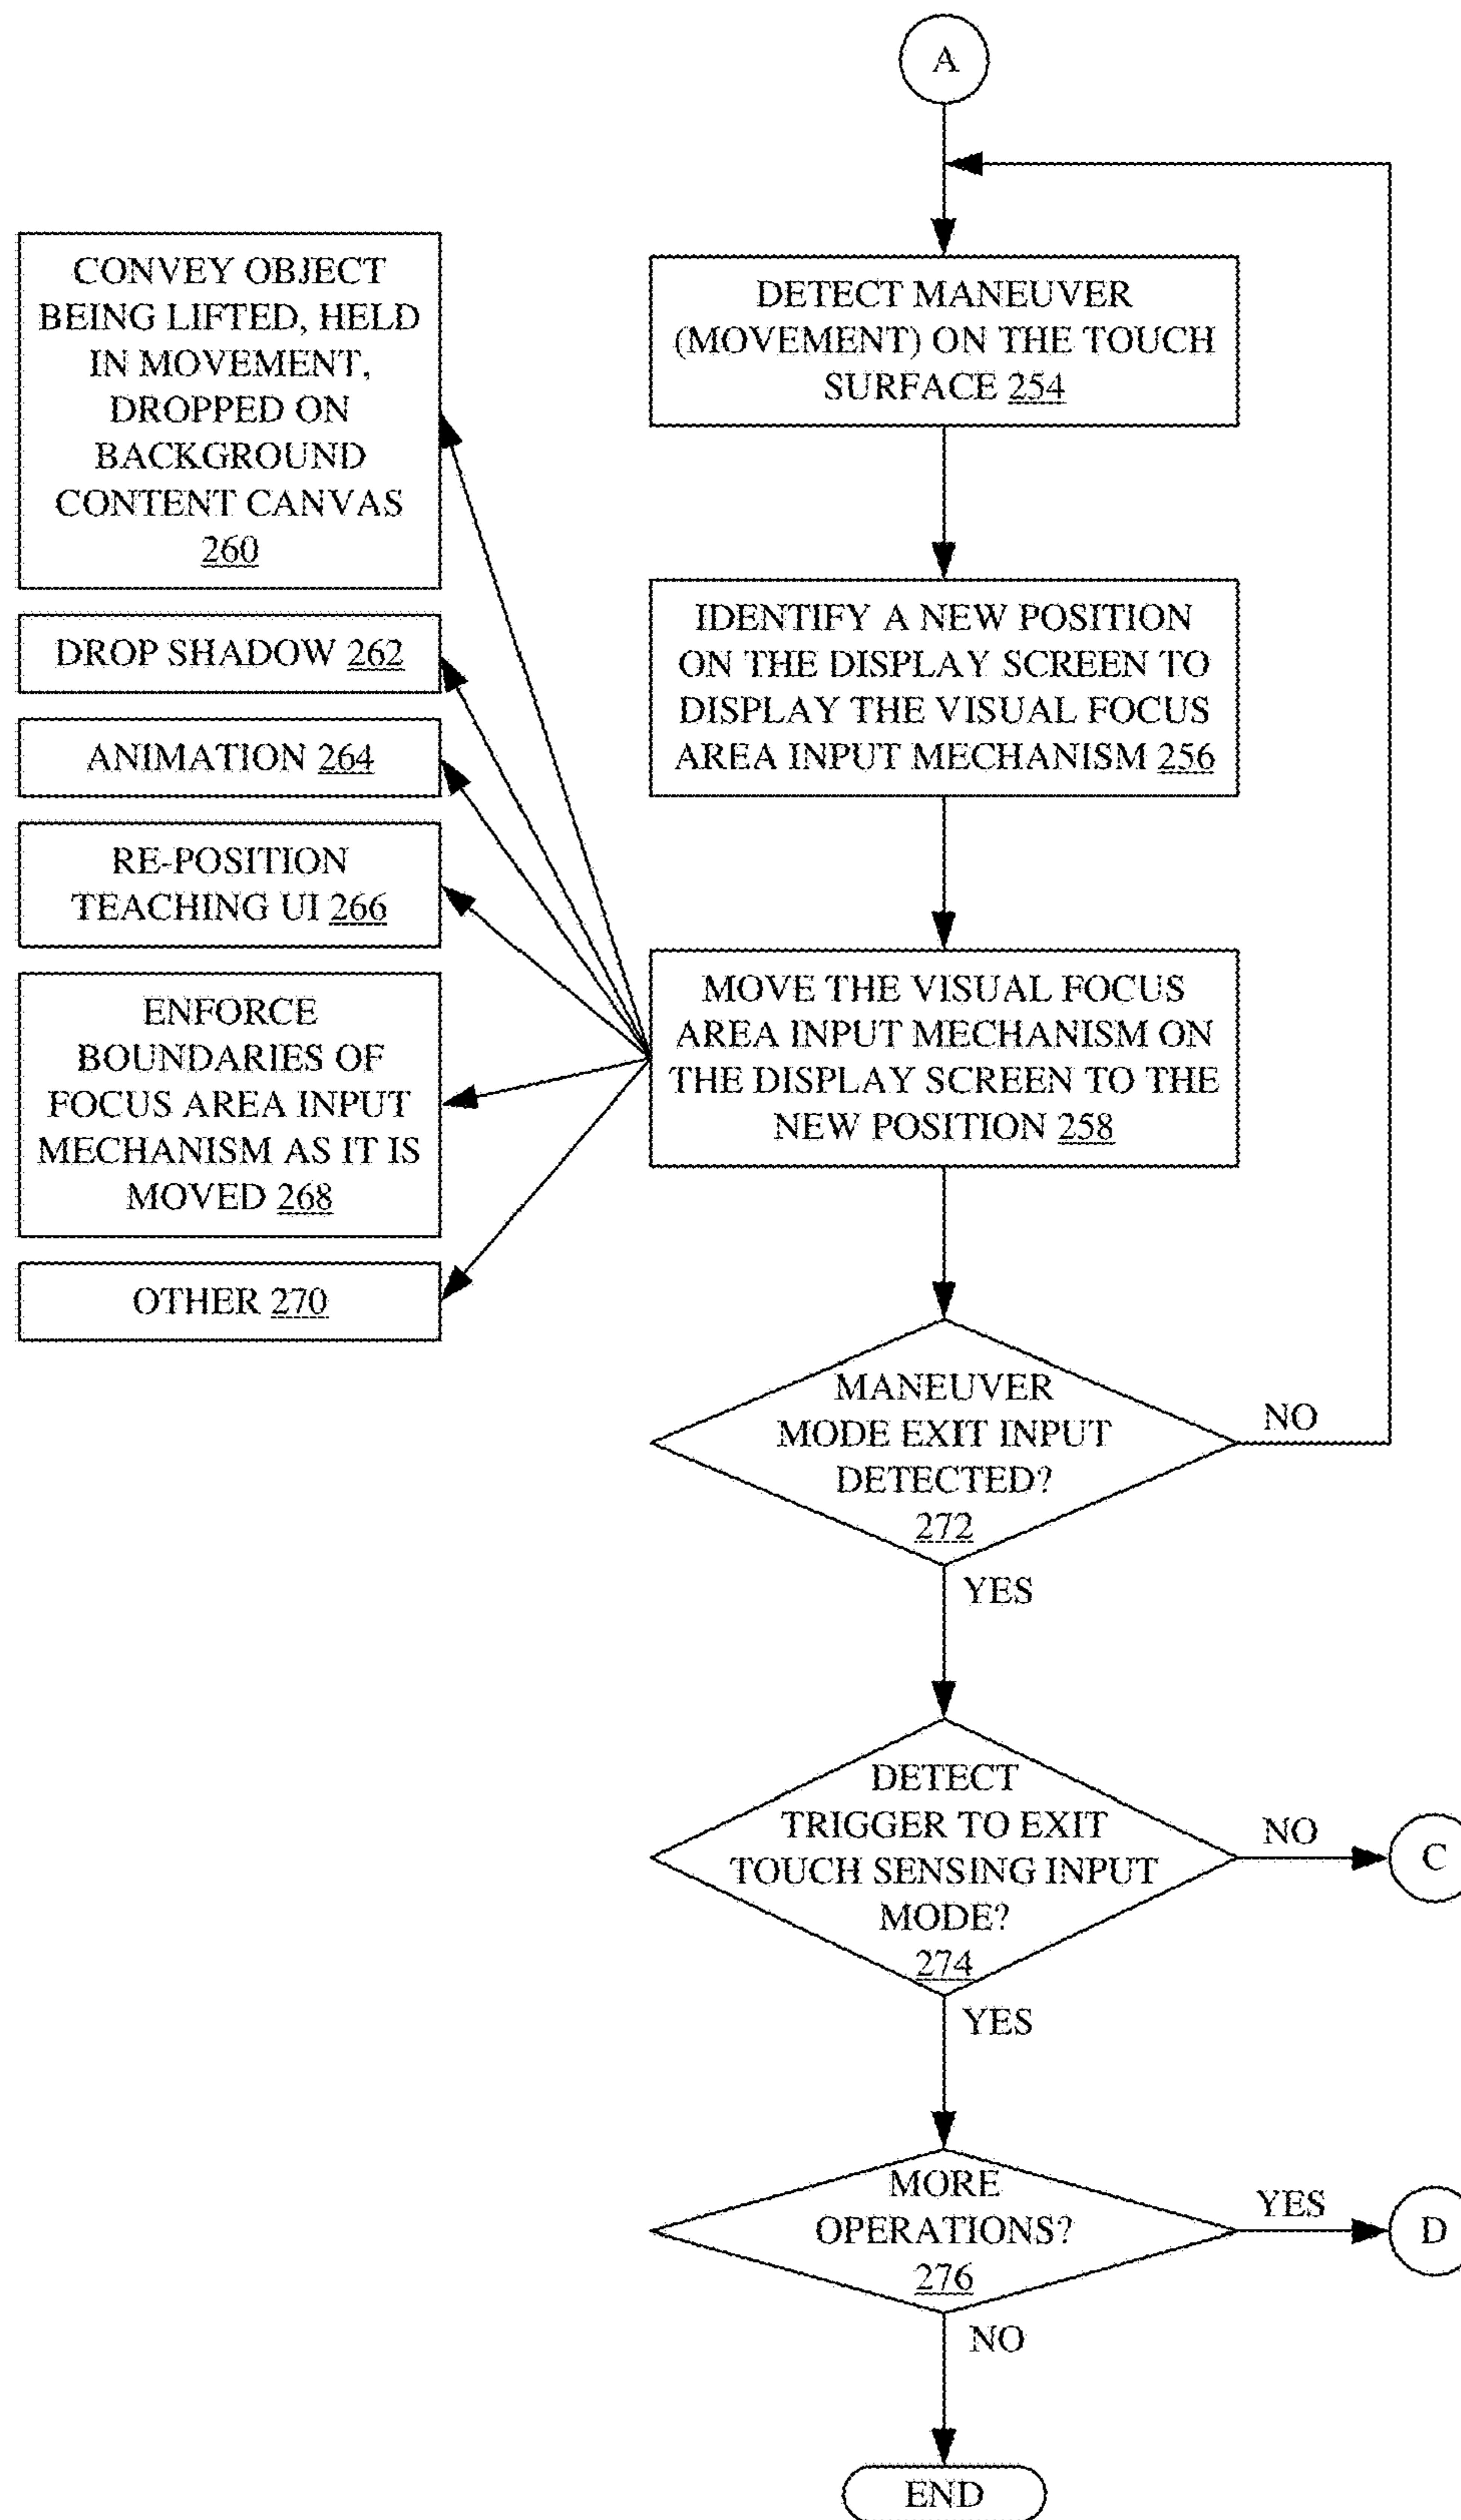 A
DETECT MANEUVER
(MOVEMENT) ON THE TOUCH
SURFACE 254
IDENTIFY A NEW POSITION
ON THE DISPLAY SCREEN TO
DISPLAY THE VISUAL FOCUS
AREA INPUT MECHANISM 256
MOVE THE VISUAL FOCUS
AREA INPUT MECHANISM ON
THE DISPLAY SCREEN TO THE
NEW POSITION 258
CONVEY OBJECT
BEING LIFTED, HELD
IN MOVEMENT,
DROPPED ON
BACKGROUND
CONTENT CANVAS
260
DROP SHADOW 262
ANIMATION 264
RE-POSITION
TEACHING UI 266
ENFORCE
BOUNDARIES OF
FOCUS AREA INPUT
MECHANISM AS IT IS
MOVED 268
OTHER 270
MANEUVER
MODE EXIT INPUT
DETECTED?
272
NO
YES
DETECT
TRIGGER TO EXIT
TOUCH SENSING INPUT
MODE?
274
NO
C
YES
MORE
OPERATIONS?
276
YES
D
NO
END